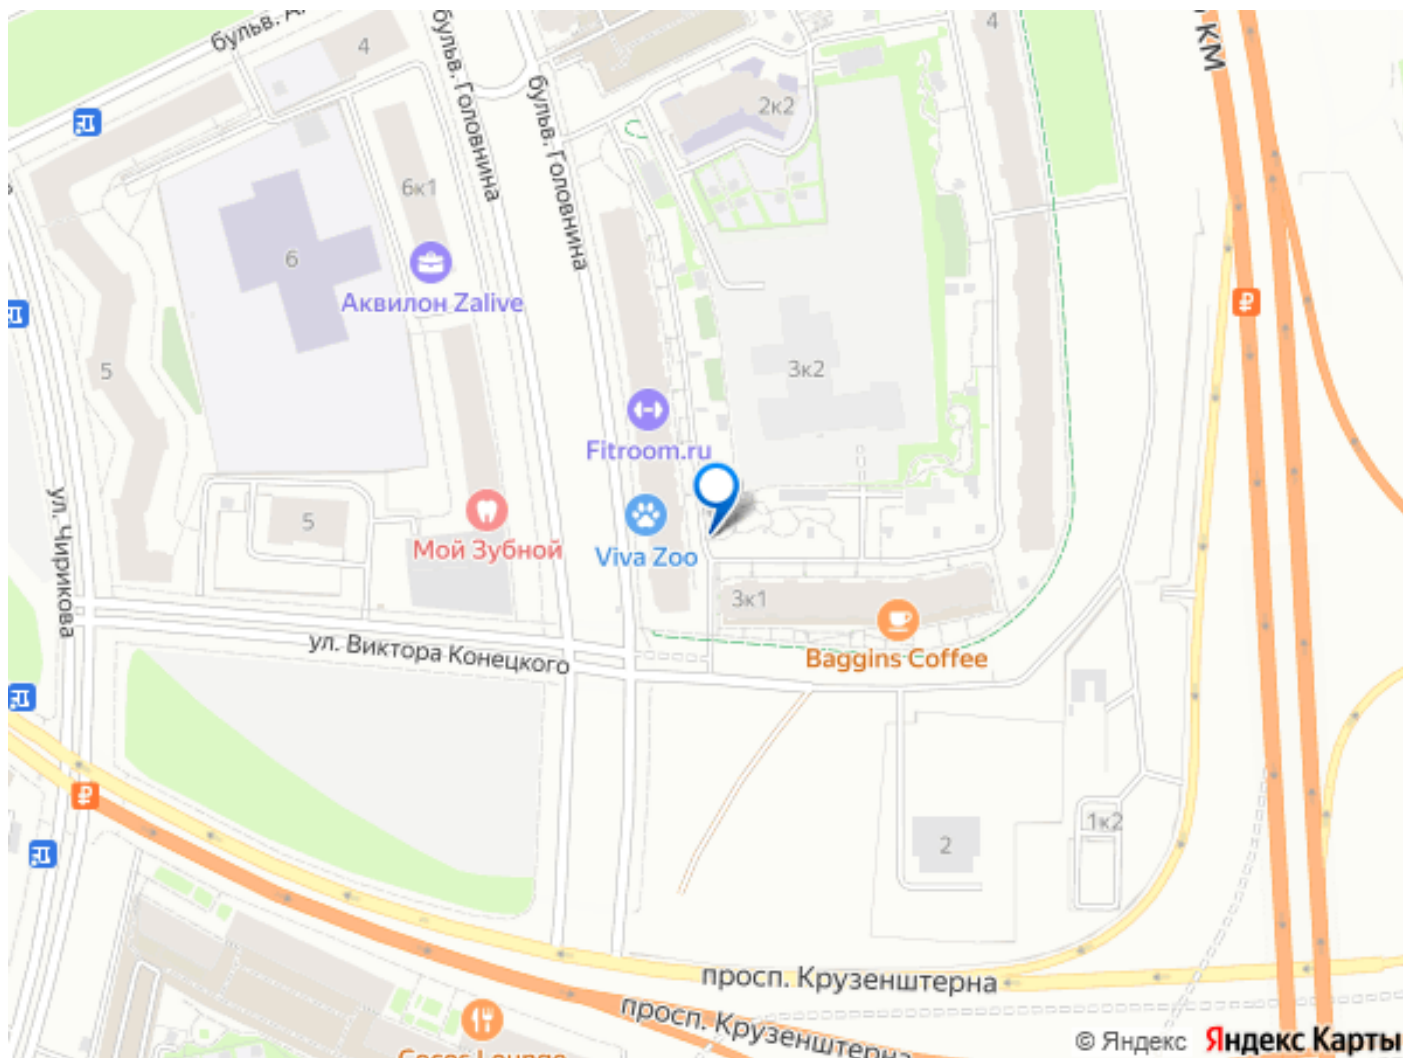 бульв. А
бульв. Головнина
бульв. Головнина
КМ
4
4
2к2
6к1
6
Аквилон Zalive
5
3к2
Fitroom.ru
ул. Чирикова
5
Мой Зубной
Viva Zoo
3к1
Baggins Coffee
ул. Виктора Конецкого
1к2
2
просп. Крузенштерна
просп. Крузенштерна
Cocos Lounge
© Яндекс Яндекс Карты